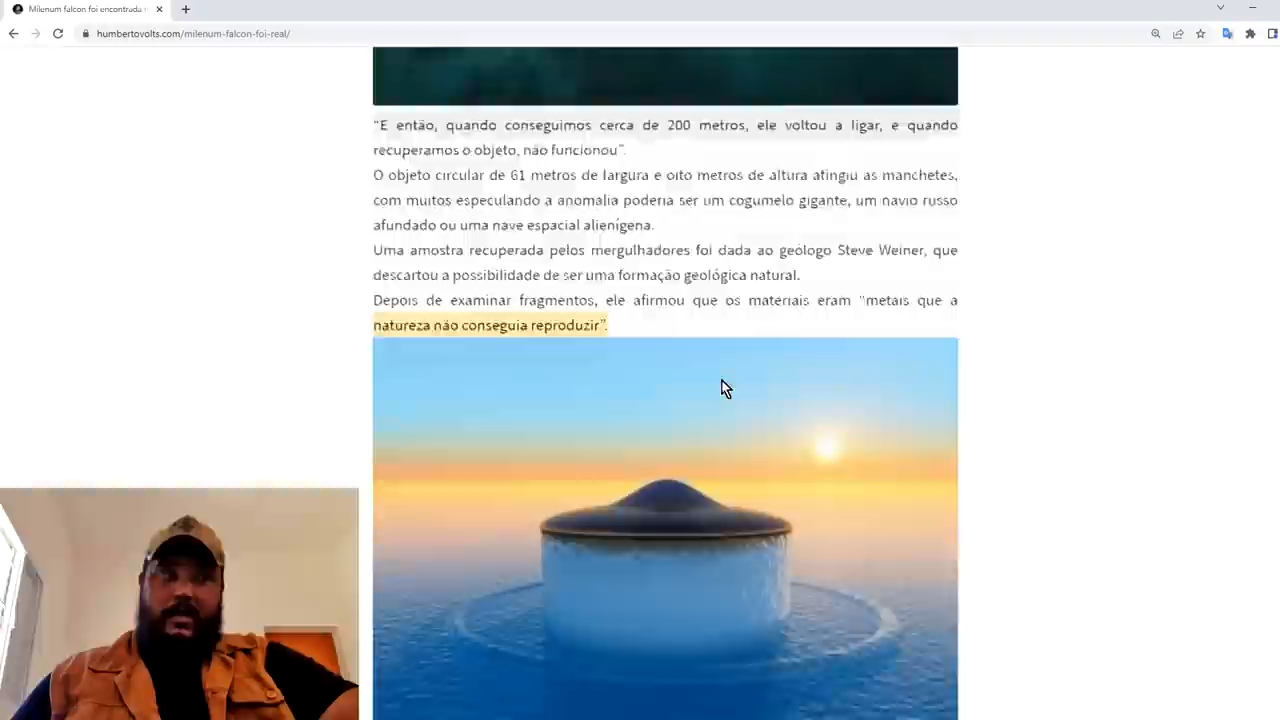 Milenum falcon foi encontrada
humbertovolts.com/milenum-falcon-foi-real/
“E então, quando conseguimos cerca de 200 metros, ele voltou a ligar, e quando
recuperamos o objeto, não funcionou”.
O objeto circular de 61 metros de largura e oito metros de altura atingiu as manchetes,
com muitos especulando a anomalia poderia ser um cogumelo gigante, um navio russo
afundado ou uma nave espacial alienígena.
Uma amostra recuperada pelos mergulhadores foi dada ao geólogo Steve Weiner, que
descartou a possibilidade de ser uma formação geológica natural.
Depois de examinar fragmentos, ele afirmou que os materiais eram “metais que a
natureza não conseguia reproduzir”.